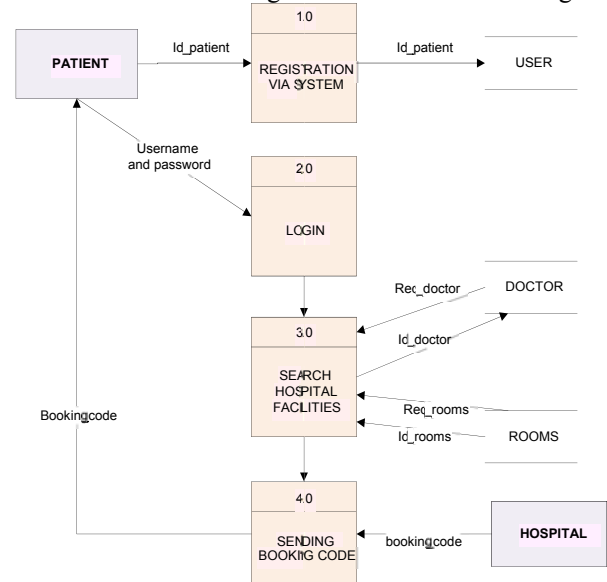 1.0
Id_patient
Id_patient
PATIENT
REGISTRATION
VIA SYSTEM
USER
Username
and password
2.0
LOGIN
Rec_doctor
DOCTOR
3.0
Id_doctor
SEARCH
HOSPITAL
FACILITIES
Bookingcode
Req_rooms
Id_rooms
ROOMS
4.0
SENDING
BOOKING CODE
bookingcode
HOSPITAL